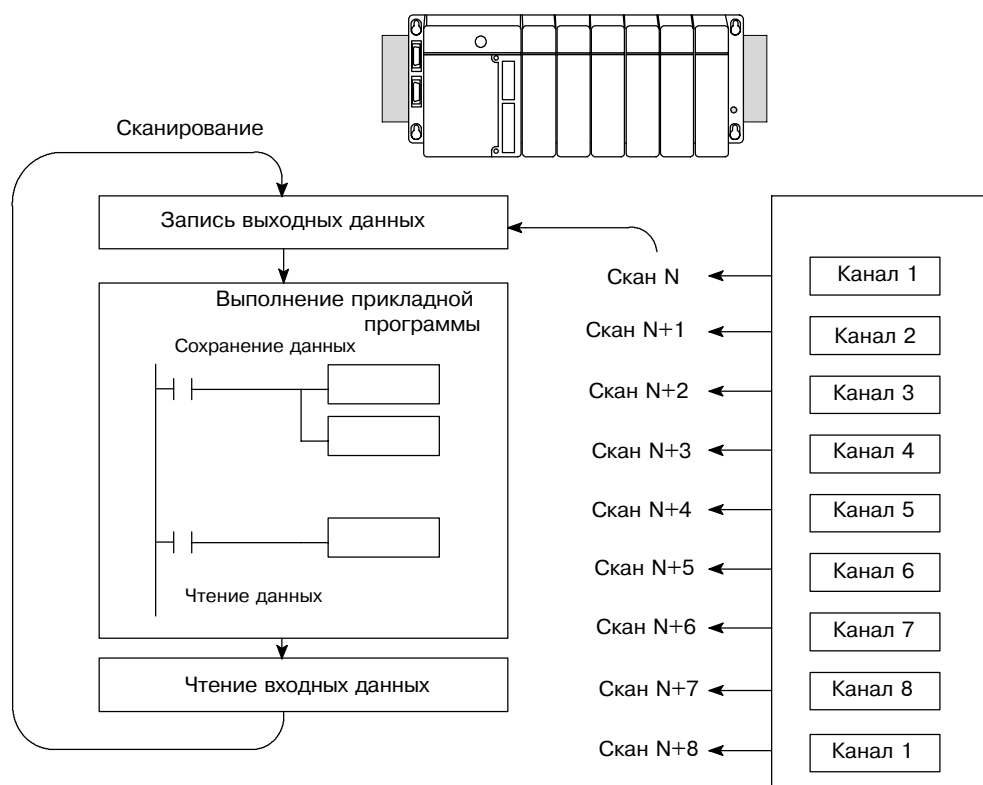 Сканирование
Запись выходных данных
Выполнение прикладной
программы
Сохранение данных
Чтение данных
Чтение входных данных
Скан N
Канал 1
Скан N+1
Канал 2
Скан N+2
Канал 3
Скан N+3
Канал 4
Скан N+4
Канал 5
Скан N+5
Канал 6
Скан N+6
Канал 7
Скан N+7
Канал 8
Скан N+8
Канал 1